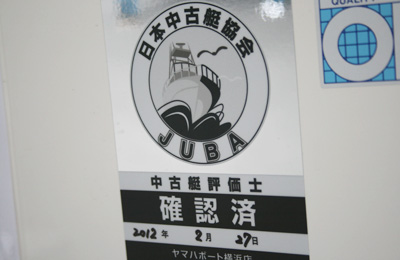 日本中古艇協会
JUBA
中古艇評価士
確認済
2012年 2月 27日
ヤマハボート横浜店
QUALITY